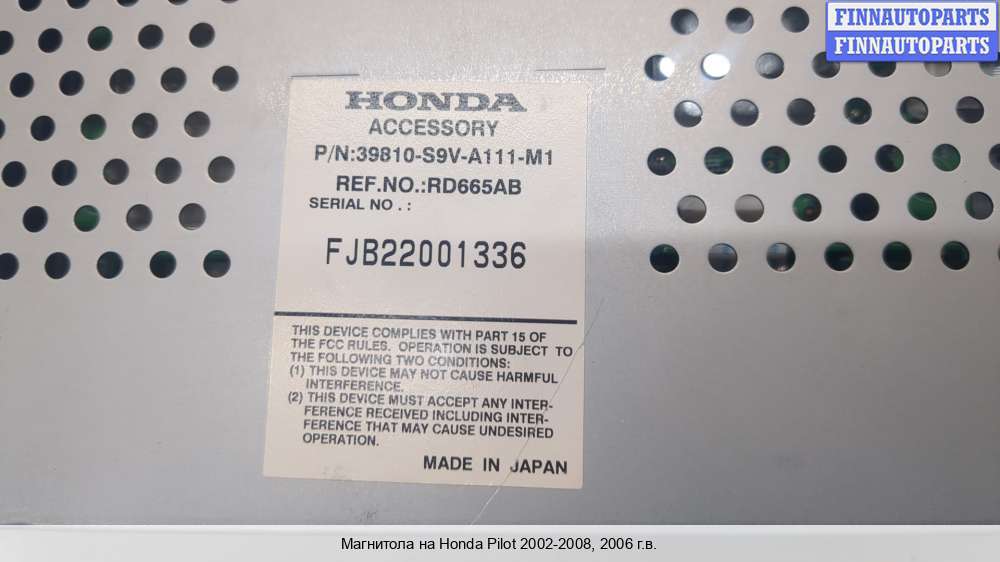 FINNAUTOPARTS
FINNAUTOPARTS
HONDA
ACCESSORY
P/N:39810-S9V-A111-M1
REF.NO.:RD665AB
SERIAL NO . :
FJB22001336
THIS DEVICE COMPLIES WITH PART 15 OF
THE FCC RULES. OPERATION IS SUBJECT TO
THE FOLLOWING TWO CONDITIONS:
(1) THIS DEVICE MAY NOT CAUSE HARMFUL
INTERFERENCE.
(2) THIS DEVICE MUST ACCEPT ANY INTER-
FERENCE RECEIVED INCLUDING INTER-
FERENCE THAT MAY CAUSE UNDESIRED
OPERATION.
MADE IN JAPAN
Магнитола на Honda Pilot 2002-2008, 2006 г.в.